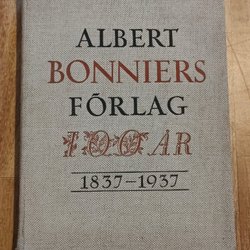 ALBERT
BONNIERS
FÖRLAG
100 ÅR
1837-1937